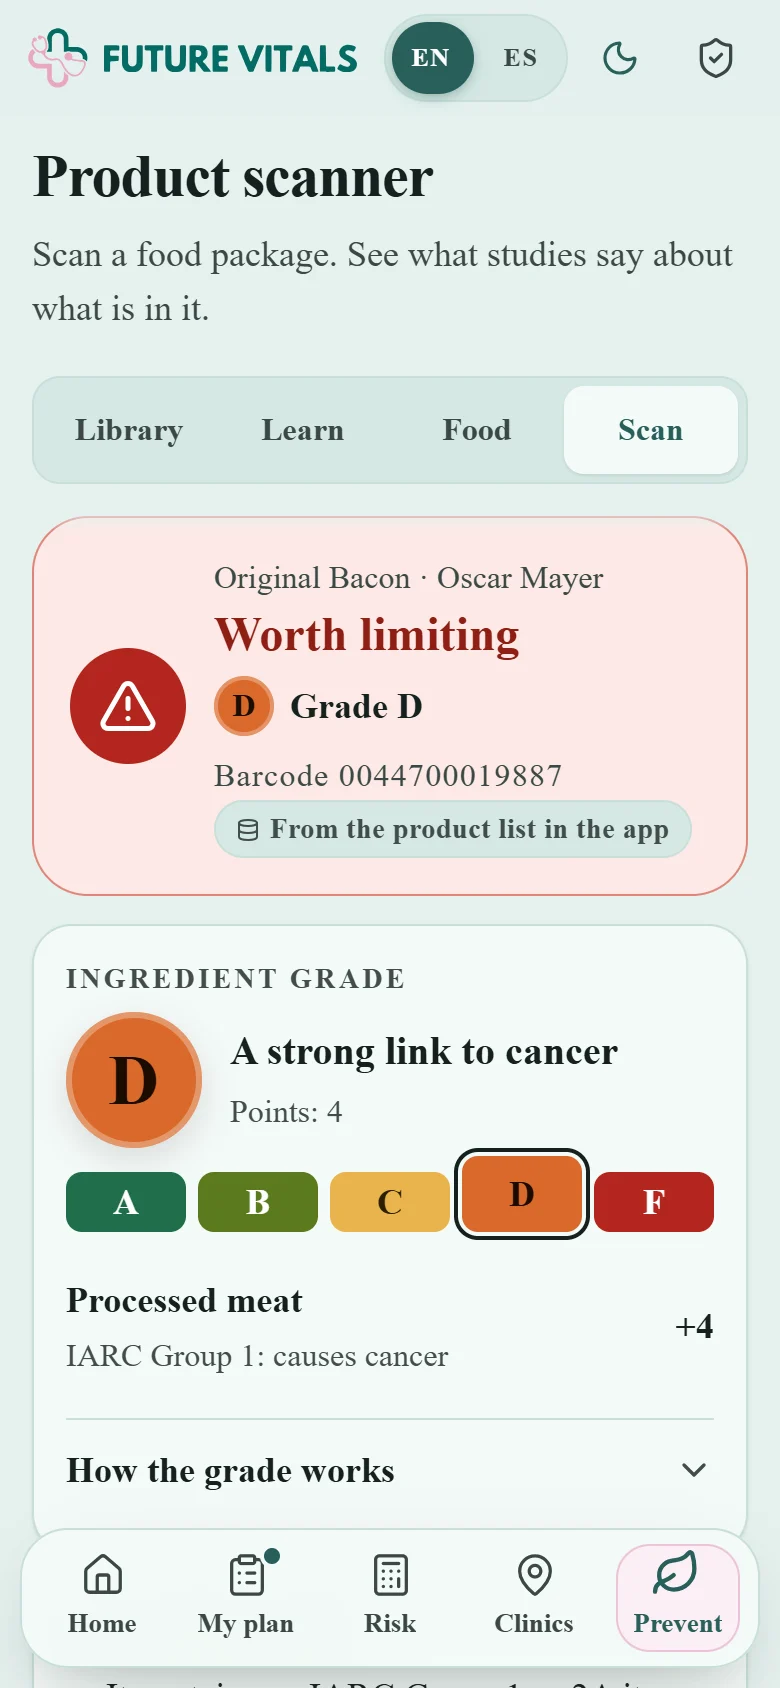 FUTURE VITALS
EN
ES
Product scanner
Scan a food package. See what studies say about
what is in it.
Library
Learn
Food
Scan
Original Bacon · Oscar Mayer
Worth limiting
D
Grade D
Barcode 0044700019887
From the product list in the app
INGREDIENT GRADE
D
A strong link to cancer
Points: 4
A
B
C
D
F
Processed meat
IARC Group 1: causes cancer
+4
How the grade works
Home
My plan
Risk
Clinics
Prevent